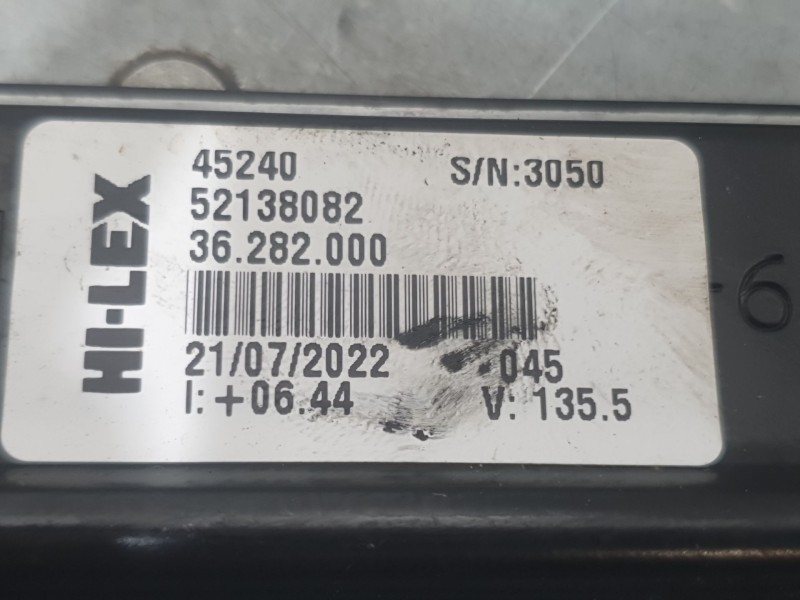 HI-LEX
45240 S/N:3050
52138082
36.282.000
21/07/2022 045
I: +06.44 V: 135.5
-6